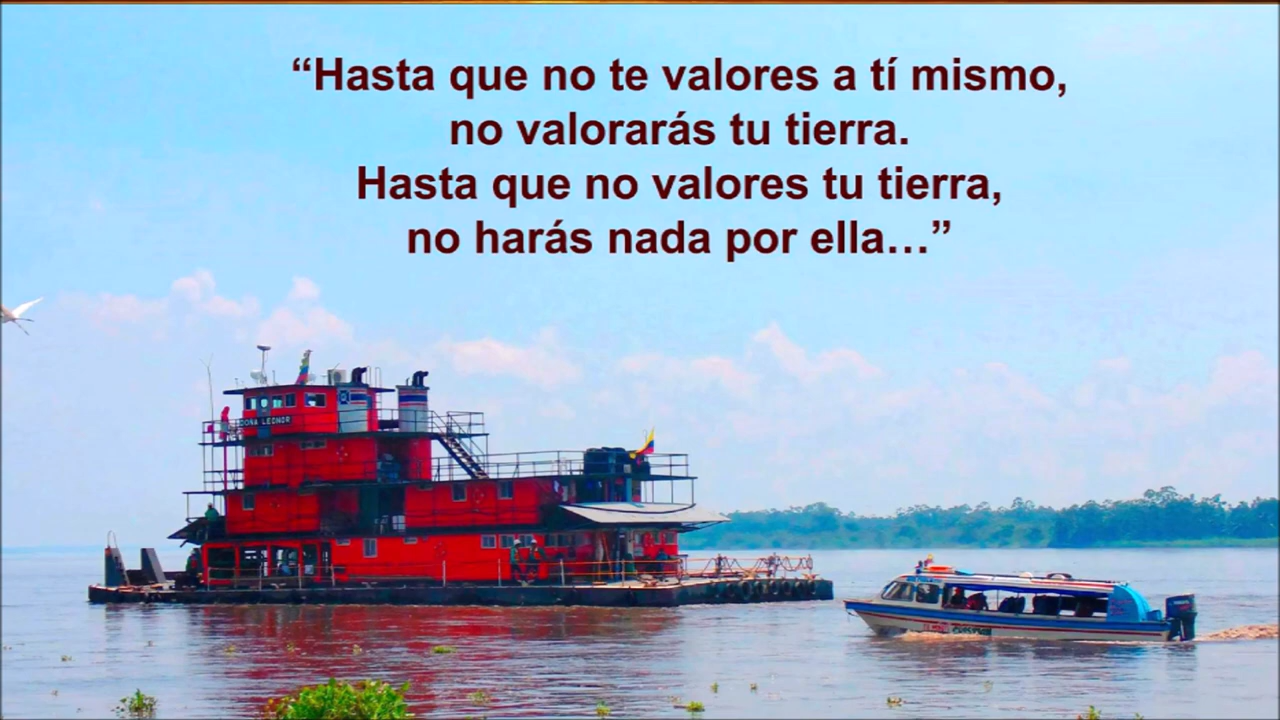 “Hasta que no te valores a tí mismo,
no valorarás tu tierra.
Hasta que no valores tu tierra,
no harás nada por ella…”
DOÑA LEONOR